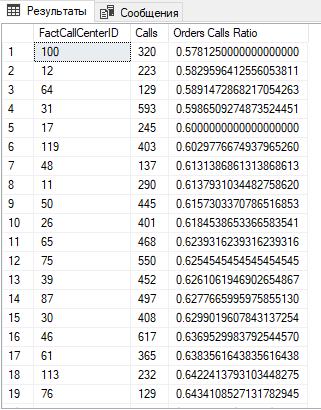 Результаты Сообщения
FactCallCenterID Calls Orders Calls Ratio
1 100 320 0.5781250000000000000
2 12 223 0.5829596412556053811
3 64 129 0.5891472868217054263
4 31 593 0.5986509274873524451
5 17 245 0.6000000000000000000
6 119 403 0.6029776674937965260
7 48 137 0.6131386861313868613
8 11 290 0.6137931034482758620
9 50 445 0.6157303370786516853
10 26 401 0.6184538653366583541
11 65 468 0.6239316239316239316
12 75 550 0.6254545454545454545
13 39 452 0.6261061946902654867
14 87 497 0.6277665995975855130
15 30 408 0.6299019607843137254
16 46 617 0.6369529983792544570
17 61 365 0.6383561643835616438
18 113 232 0.6422413793103448275
19 76 129 0.6434108527131782945